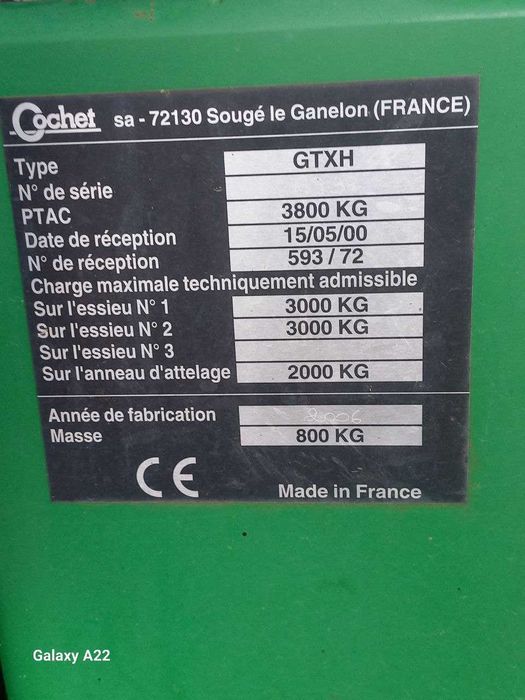 Cochet sa - 72130 Sougé le Ganelon (FRANCE)
Type GTXH
N° de série
PTAC 3800 KG
Date de réception 15/05/00
N° de réception 593 / 72
Charge maximale techniquement admissible
Sur l'essieu N° 1 3000 KG
Sur l'essieu N° 2 3000 KG
Sur l'essieu N° 3
Sur l'anneau d'attelage 2000 KG
Année de fabrication 2006
Masse 800 KG
CE Made in France
Galaxy A22